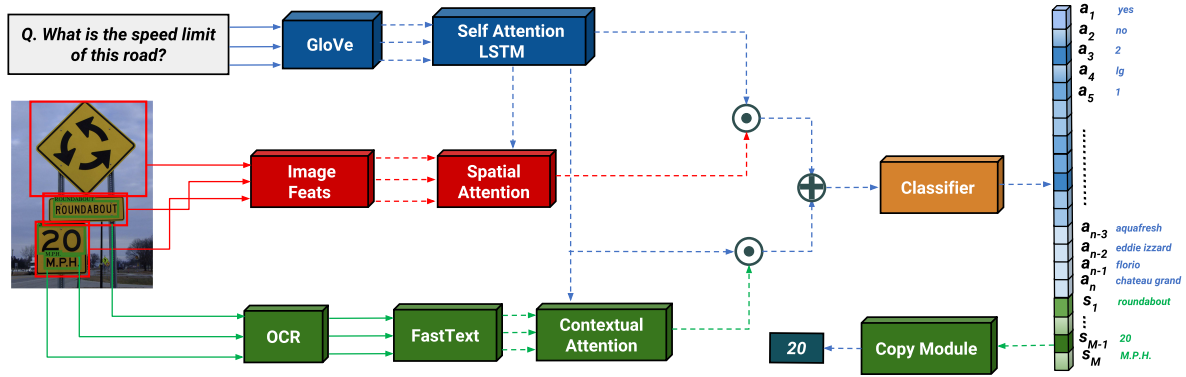 Q. What is the speed limit
of this road?
GloVe
Self Attention
LSTM
ROUNDABOUT
ROUNDABOUT
20
M.P.H.
M.P.H.
Image
Feats
Spatial
Attention
OCR
FastText
Contextual
Attention
Classifier
Copy Module
20
a1 yes
a2 no
a3 2
a4 lg
a5 1
an-3 aquafresh
an-2 eddie izzard
an-1 florio
an chateau grand
s1 roundabout
sM-1 20
sM M.P.H.